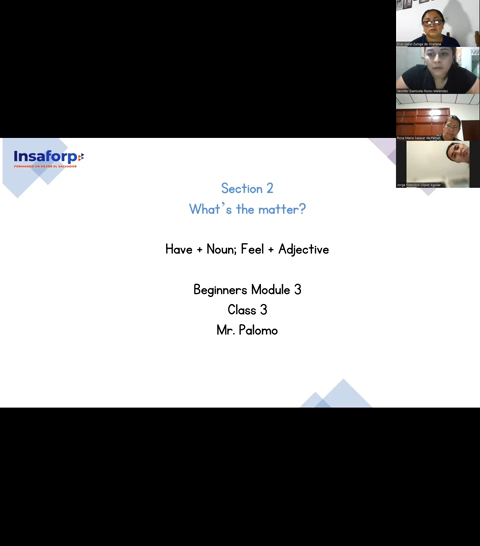 Insaforp
Section 2
What's the matter?
Have + Noun; Feel + Adjective
Beginners Module 3
Class 3
Mr. Palomo